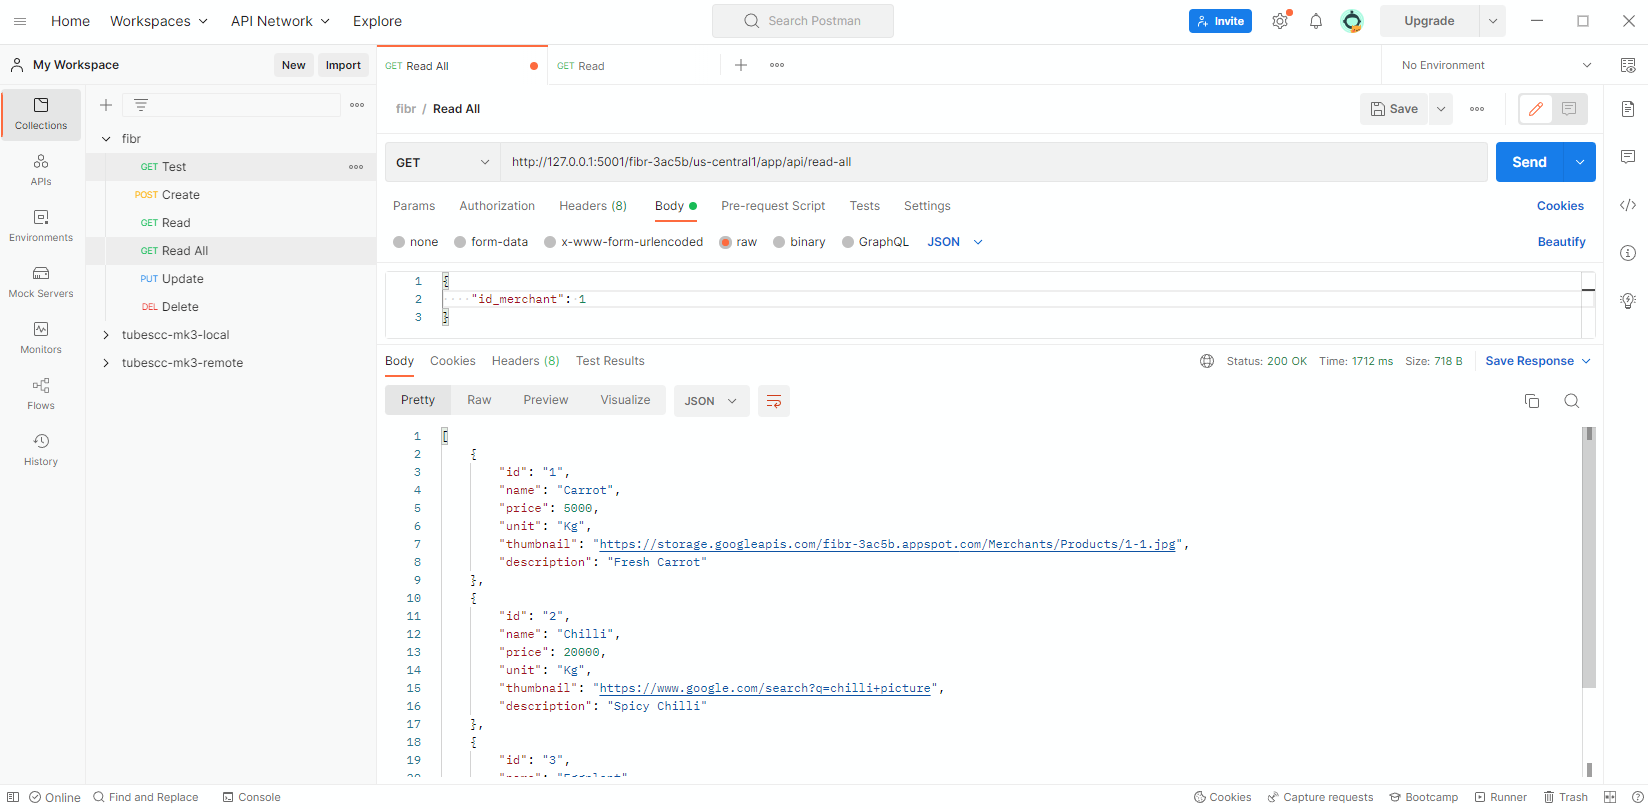 Home Workspaces API Network Explore Search Postman Invite Upgrade
My Workspace New Import GET Read All GET Read No Environment
Collections
APIs
Environments
Mock Servers
Monitors
Flows
History
fibr
GET Test
POST Create
GET Read
GET Read All
PUT Update
DEL Delete
tubescc-mk3-local
tubescc-mk3-remote
fibr / Read All Save
GET http://127.0.0.1:5001/fibr-3ac5b/us-central1/app/api/read-all Send
Params Authorization Headers (8) Body Pre-request Script Tests Settings Cookies
none form-data x-www-form-urlencoded raw binary GraphQL JSON Beautify
1 {
2 "id_merchant": 1
3 }
Body Cookies Headers (8) Test Results Status: 200 OK Time: 1712 ms Size: 718 B Save Response
Pretty Raw Preview Visualize JSON
1 [
2 {
3 "id": "1",
4 "name": "Carrot",
5 "price": 5000,
6 "unit": "Kg",
7 "thumbnail": "https://storage.googleapis.com/fibr-3ac5b.appspot.com/Merchants/Products/1-1.jpg",
8 "description": "Fresh Carrot"
9 },
10 {
11 "id": "2",
12 "name": "Chilli",
13 "price": 20000,
14 "unit": "Kg",
15 "thumbnail": "https://www.google.com/search?q=chilli+picture",
16 "description": "Spicy Chilli"
17 },
18 {
19 "id": "3",
20 "name": "Eggplant"
Online Find and Replace Console Cookies Capture requests Bootcamp Runner Trash